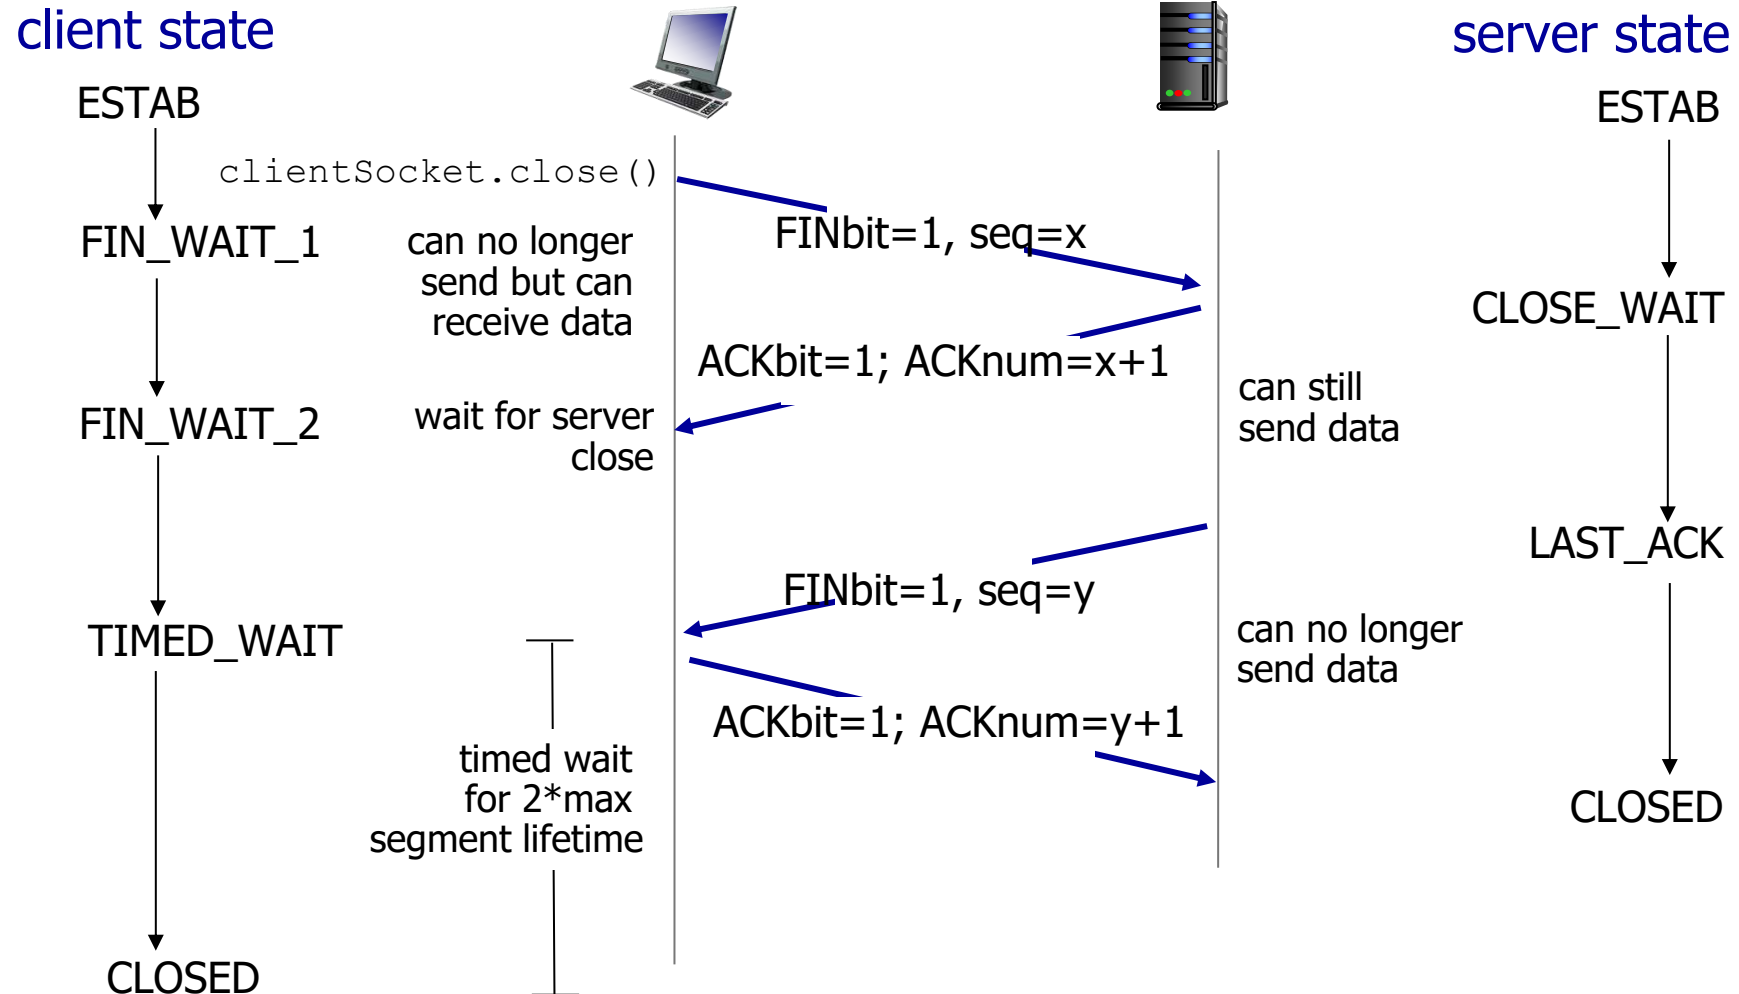 client state
server state
ESTAB
ESTAB
clientSocket.close()
FIN_WAIT_1
can no longer
send but can
receive data
FINbit=1, seq=x
CLOSE_WAIT
ACKbit=1; ACKnum=x+1
can still
send data
FIN_WAIT_2
wait for server
close
LAST_ACK
FINbit=1, seq=y
TIMED_WAIT
can no longer
send data
ACKbit=1; ACKnum=y+1
timed wait
for 2*max
segment lifetime
CLOSED
CLOSED